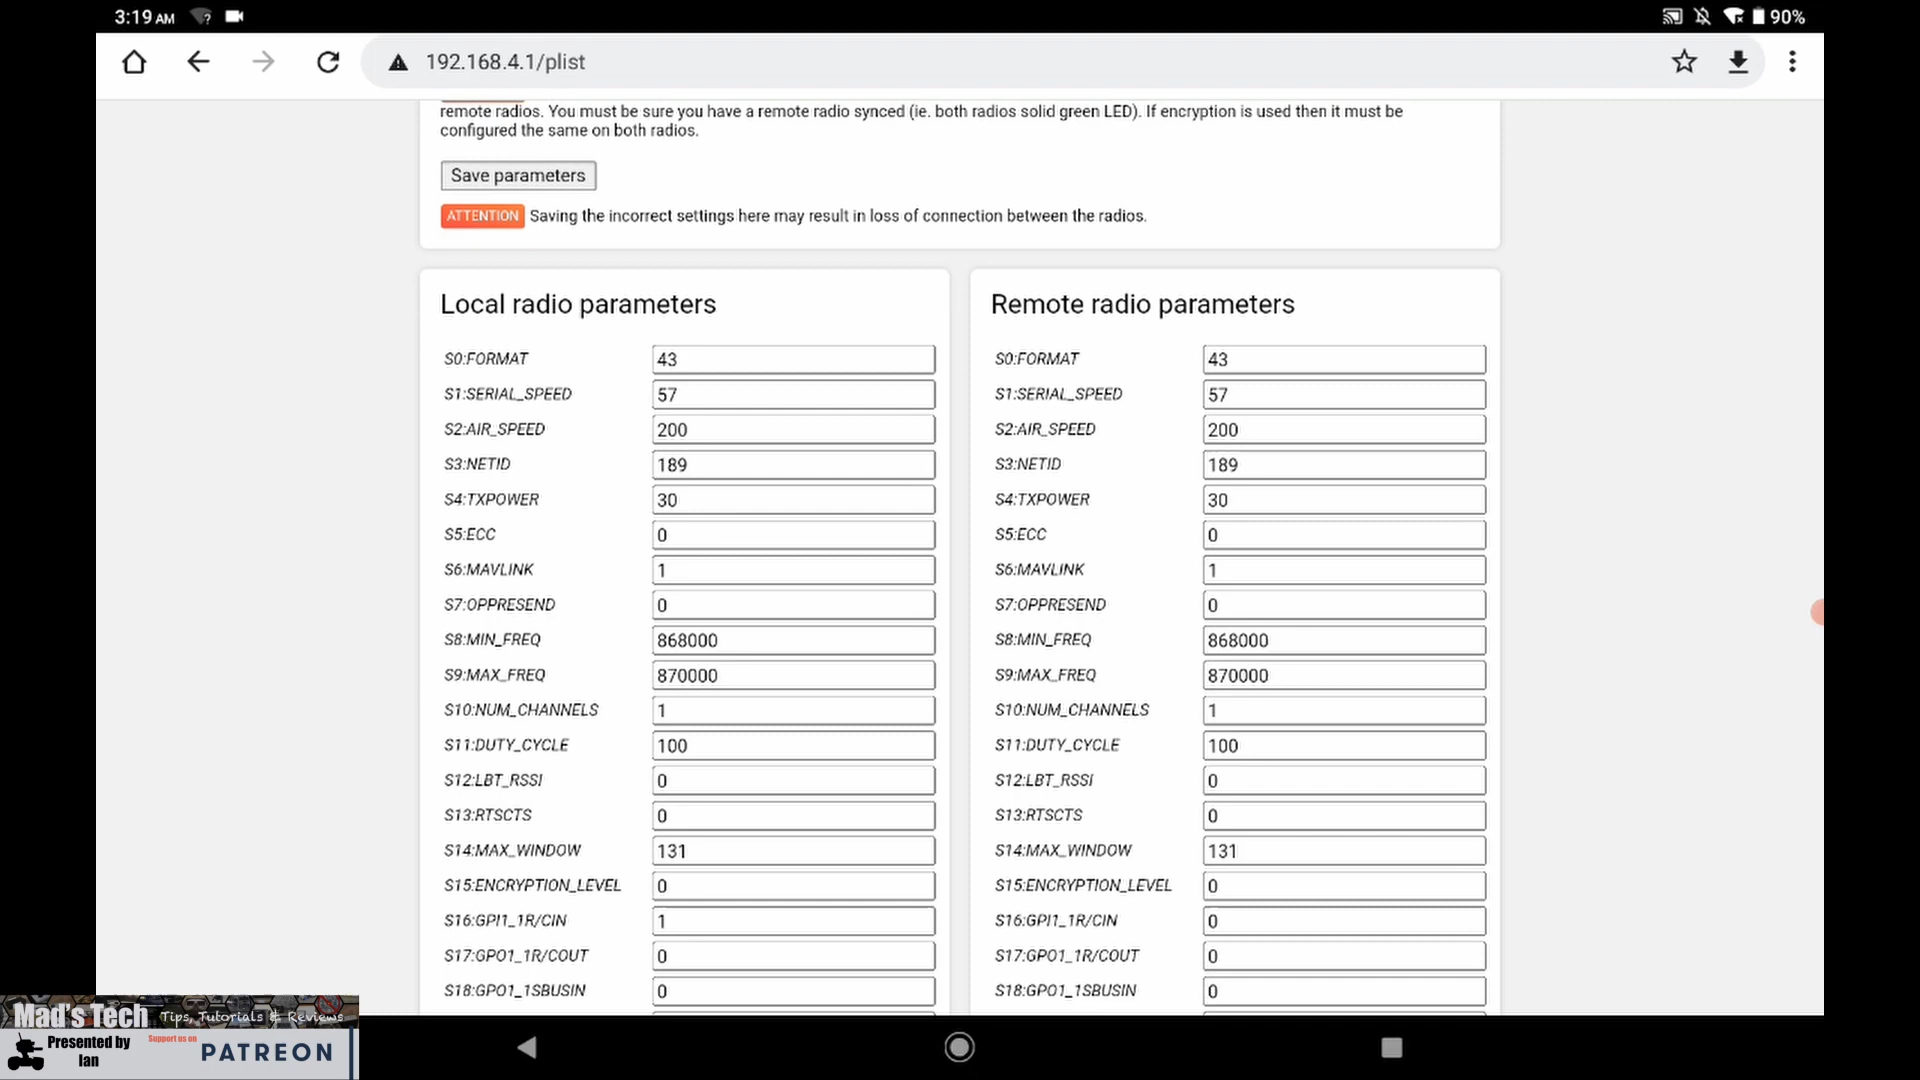 3:19 AM
90%
192.168.4.1/plist
remote radios. You must be sure you have a remote radio synced (ie. both radios solid green LED). If encryption is used then it must be
configured the same on both radios.
Save parameters
ATTENTION Saving the incorrect settings here may result in loss of connection between the radios.
Local radio parameters
S0:FORMAT 43
S1:SERIAL_SPEED 57
S2:AIR_SPEED 200
S3:NETID 189
S4:TXPOWER 30
S5:ECC 0
S6:MAVLINK 1
S7:OPPRESEND 0
S8:MIN_FREQ 868000
S9:MAX_FREQ 870000
S10:NUM_CHANNELS 1
S11:DUTY_CYCLE 100
S12:LBT_RSSI 0
S13:RTSCTS 0
S14:MAX_WINDOW 131
S15:ENCRYPTION_LEVEL 0
S16:GPI1_1R/CIN 1
S17:GPO1_1R/COUT 0
S18:GPO1_1SBUSIN 0
Remote radio parameters
S0:FORMAT 43
S1:SERIAL_SPEED 57
S2:AIR_SPEED 200
S3:NETID 189
S4:TXPOWER 30
S5:ECC 0
S6:MAVLINK 1
S7:OPPRESEND 0
S8:MIN_FREQ 868000
S9:MAX_FREQ 870000
S10:NUM_CHANNELS 1
S11:DUTY_CYCLE 100
S12:LBT_RSSI 0
S13:RTSCTS 0
S14:MAX_WINDOW 131
S15:ENCRYPTION_LEVEL 0
S16:GPI1_1R/CIN 0
S17:GPO1_1R/COUT 0
S18:GPO1_1SBUSIN 0
Mad's Tech Tips, Tutorials & Reviews
Presented by
Ian
Support us on
PATREON